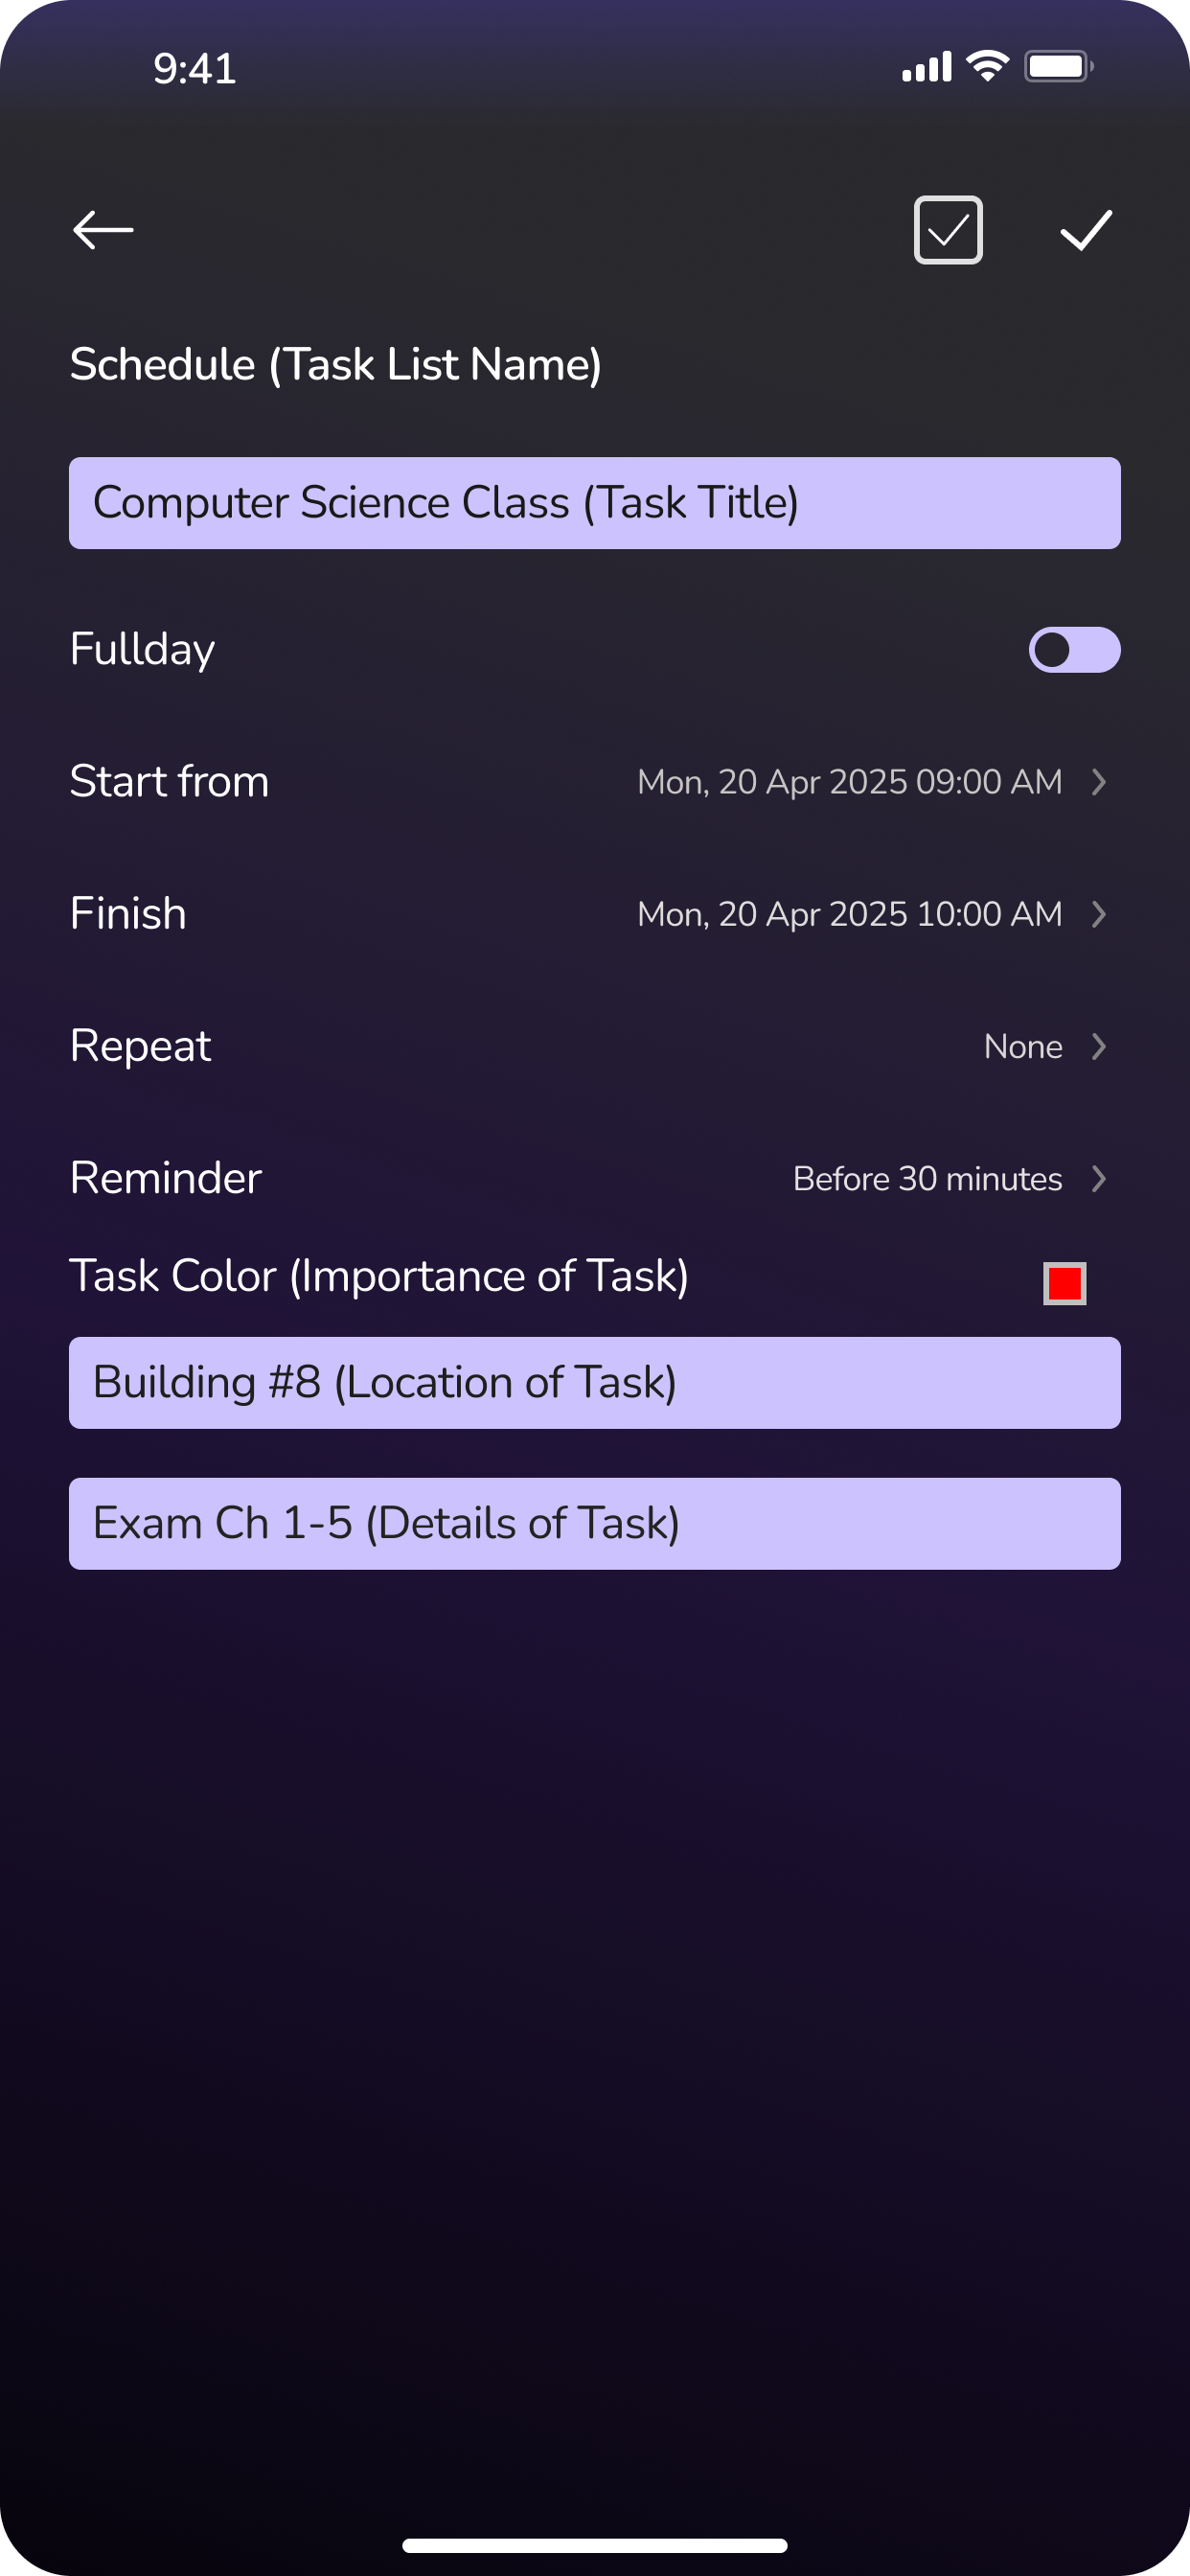 9:41
Schedule (Task List Name)
Computer Science Class (Task Title)
Fullday
Start from Mon, 20 Apr 2025 09:00 AM
Finish Mon, 20 Apr 2025 10:00 AM
Repeat None
Reminder Before 30 minutes
Task Color (Importance of Task)
Building #8 (Location of Task)
Exam Ch 1-5 (Details of Task)